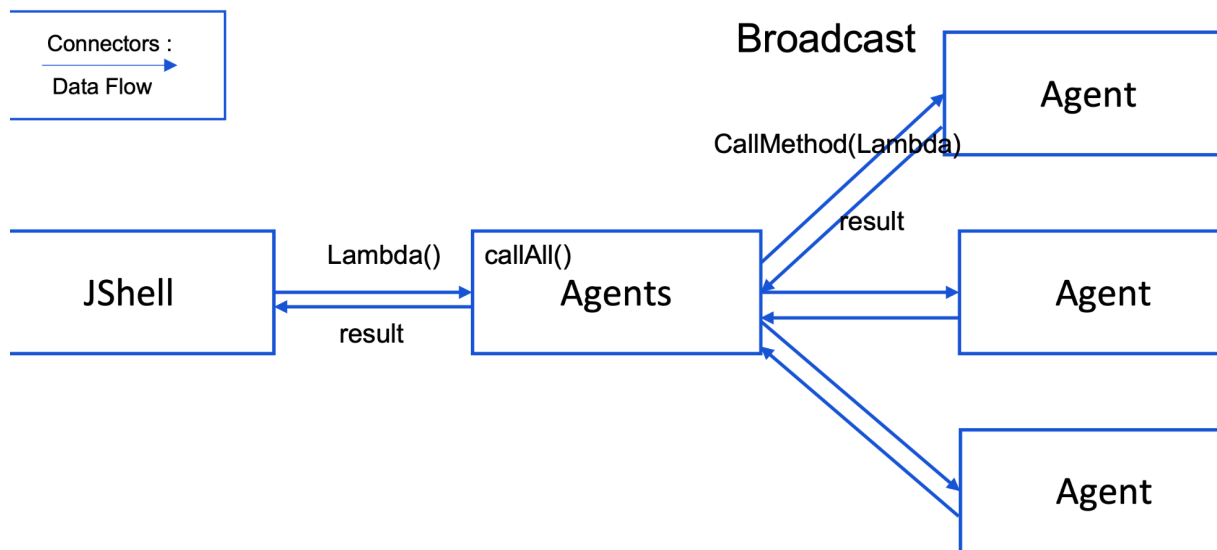 Connectors :
Data Flow
Broadcast
Agent
CallMethod(Lambda)
result
JShell
Lambda()
result
callAll()
Agents
Agent
Agent